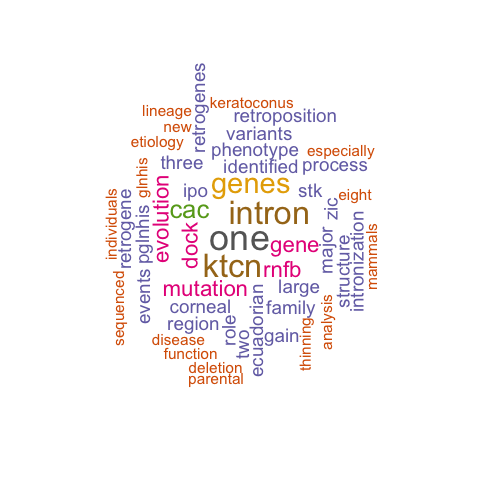 keratoconus
lineage
retrogenes
retroposition
new
variants
etiology
phenotype
especially
three
identified
process
glnhis
ipo
genes
stk
eight
individuals
retrogene
pglnhis
evolution
cac
intron
zic
dock
one
gene
major
structure
intronization
mammals
ktcn
rnfb
events
mutation
large
sequenced
corneal
family
region
role
two
ecuadorian
gain
thinning
analysis
disease
function
deletion
parental